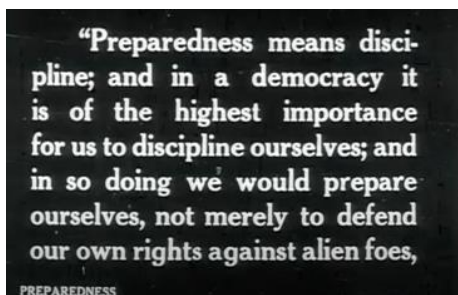 “Preparedness means disci-
pline; and in a democracy it
is of the highest importance
for us to discipline ourselves; and
in so doing we would prepare
ourselves, not merely to defend
our own rights against alien foes,
PREPAREDNESS